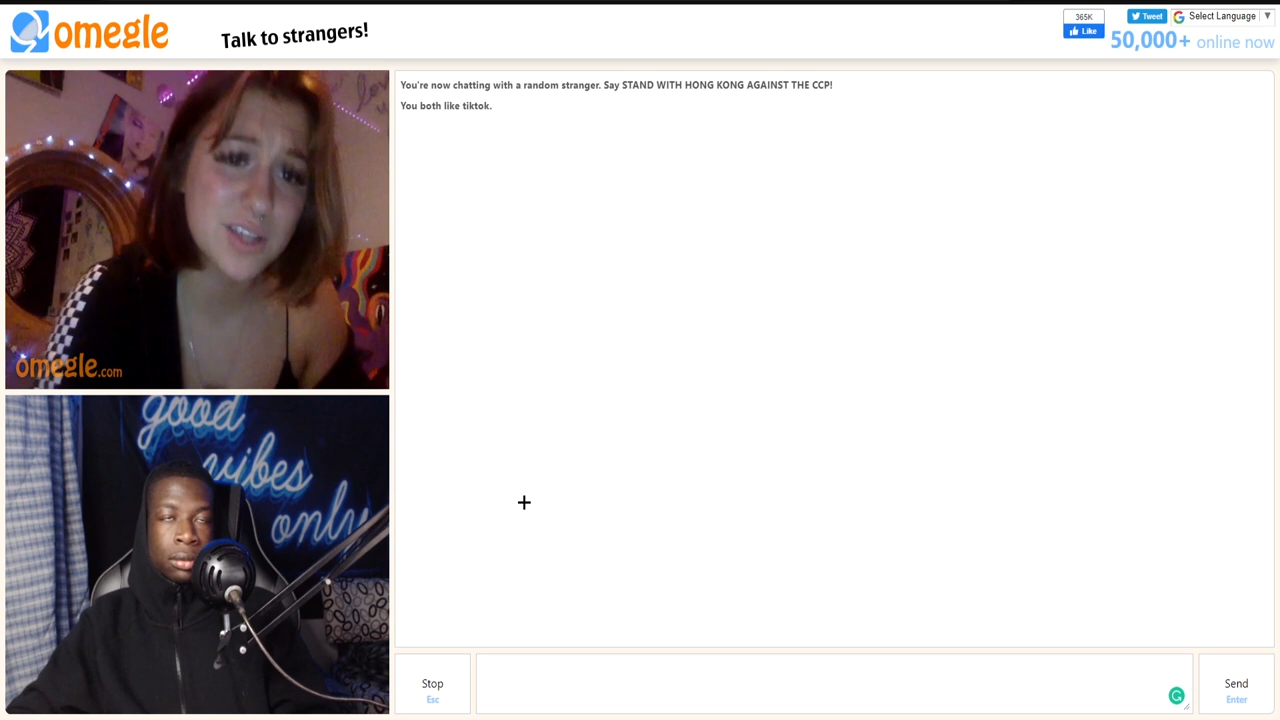 omegle
Talk to strangers!
365K
Like
Tweet
Select Language
50,000+ online now
You're now chatting with a random stranger. Say STAND WITH HONG KONG AGAINST THE CCP!
You both like tiktok.
omegle.com
good
vibes
only
Stop
Esc
Send
Enter